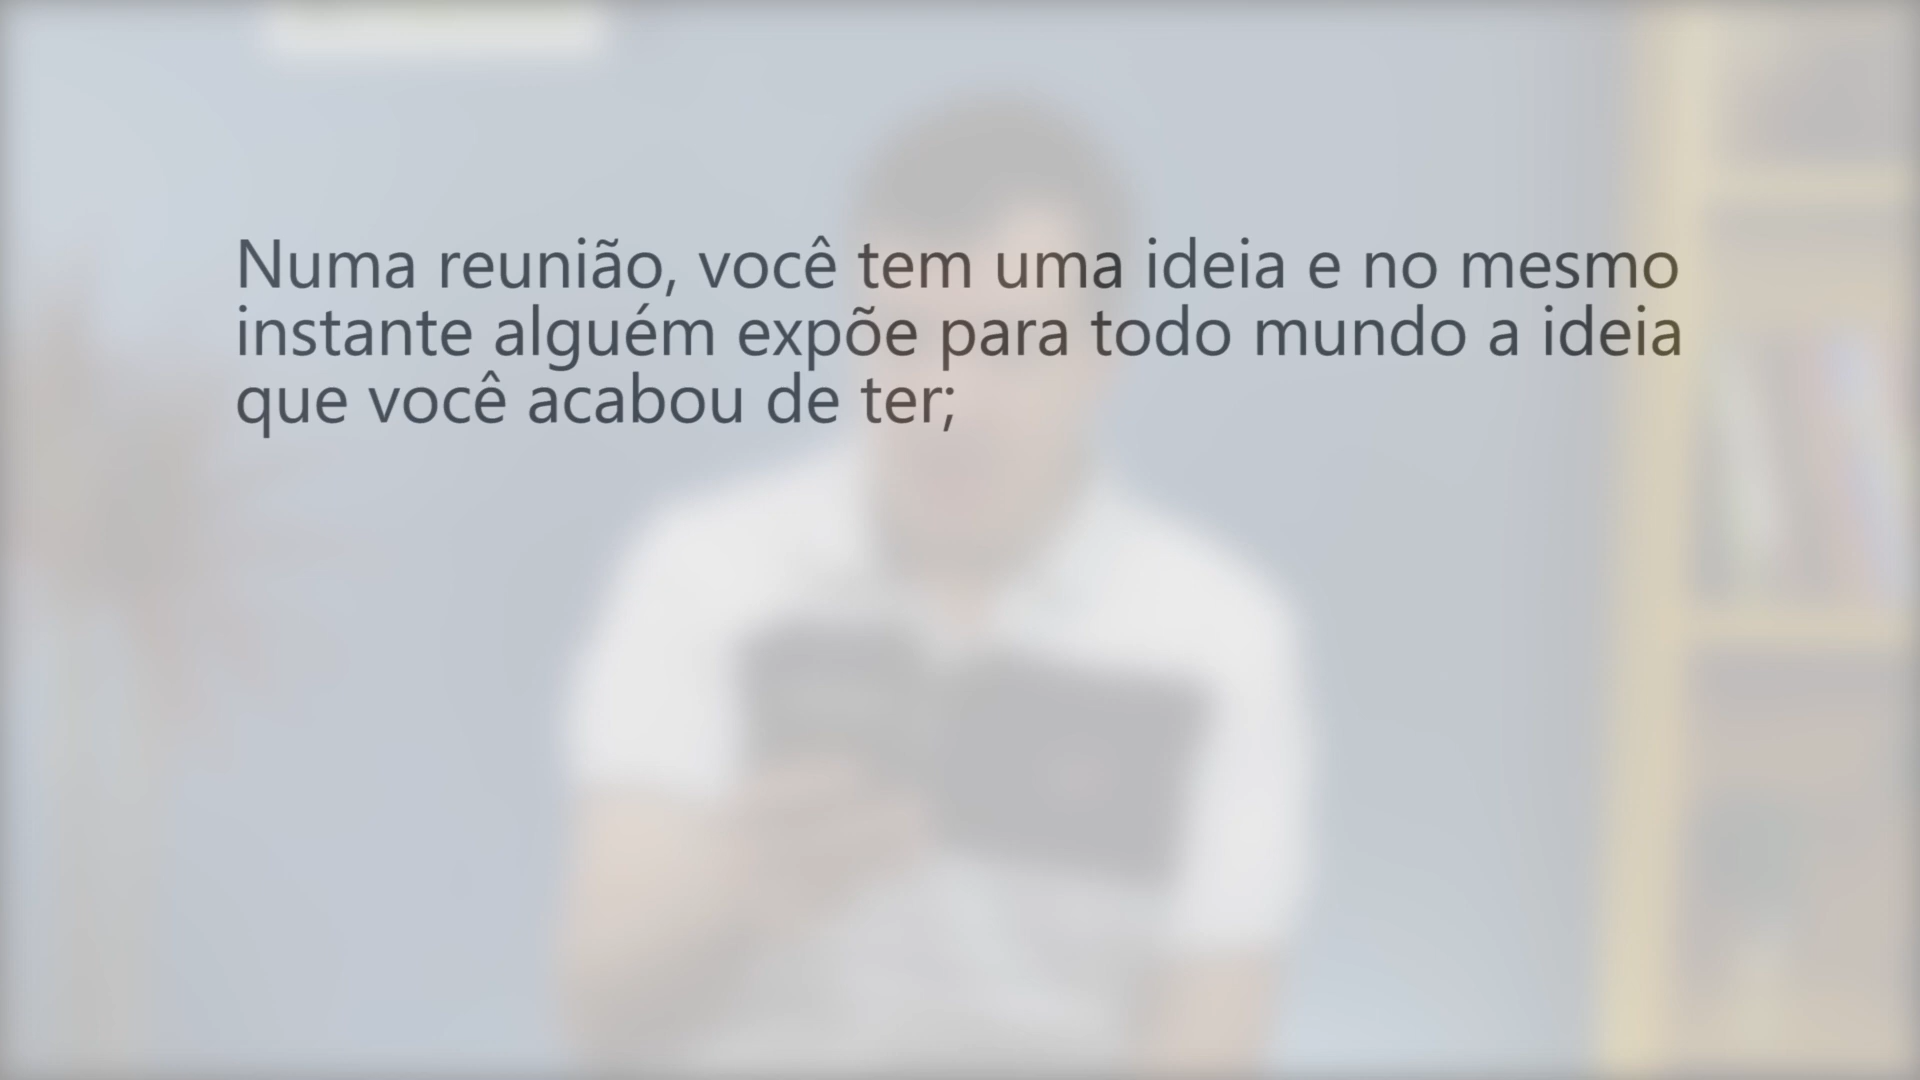 Numa reunião, você tem uma ideia e no mesmo
instante alguém expõe para todo mundo a ideia
que você acabou de ter;